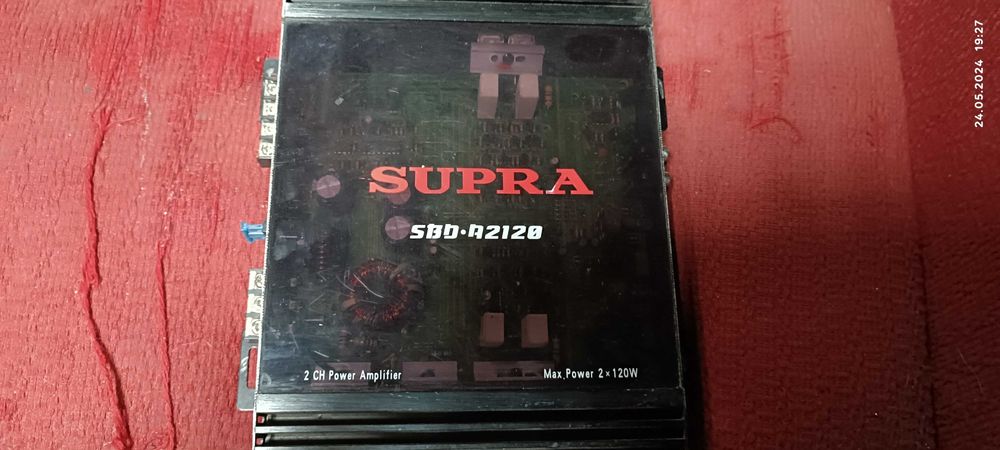 SUPRA
SBD·A2120
2 CH Power Amplifier
Max.Power 2×120W
24.05.2024 19:27